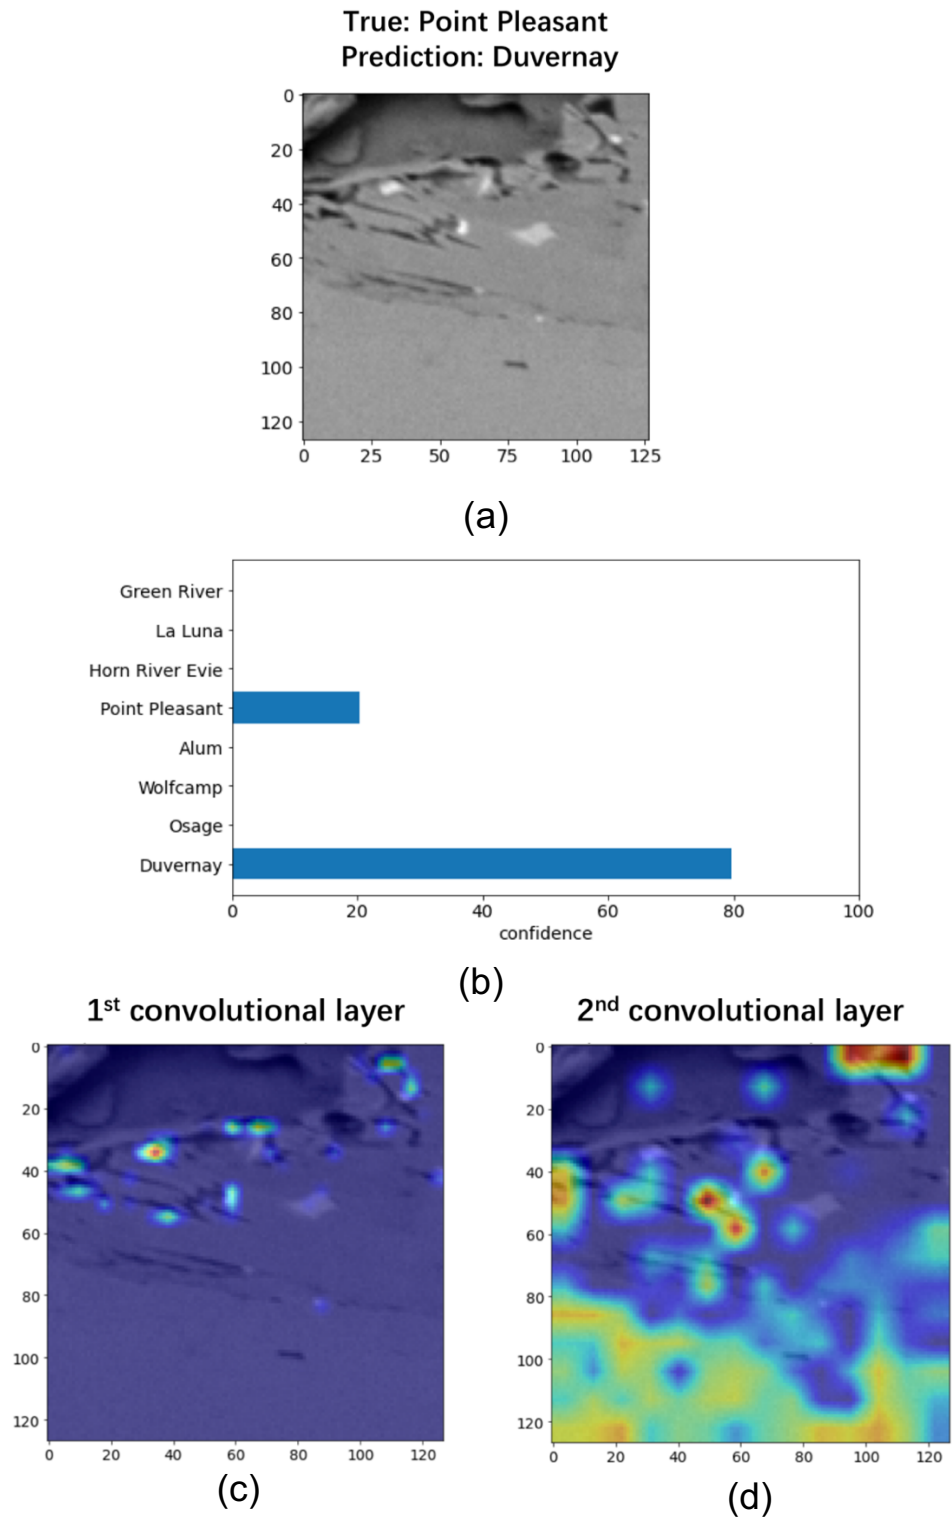 True: Point Pleasant
Prediction: Duvernay
0
20
40
60
80
100
120
0 25 50 75 100 125
(a)
Green River
La Luna
Horn River Evie
Point Pleasant
Alum
Wolfcamp
Osage
Duvernay
0 20 40 60 80 100
confidence
(b)
1st convolutional layer
0
20
40
60
80
100
120
0 20 40 60 80 100 120
(c)
2nd convolutional layer
0
20
40
60
80
100
120
0 20 40 60 80 100 120
(d)